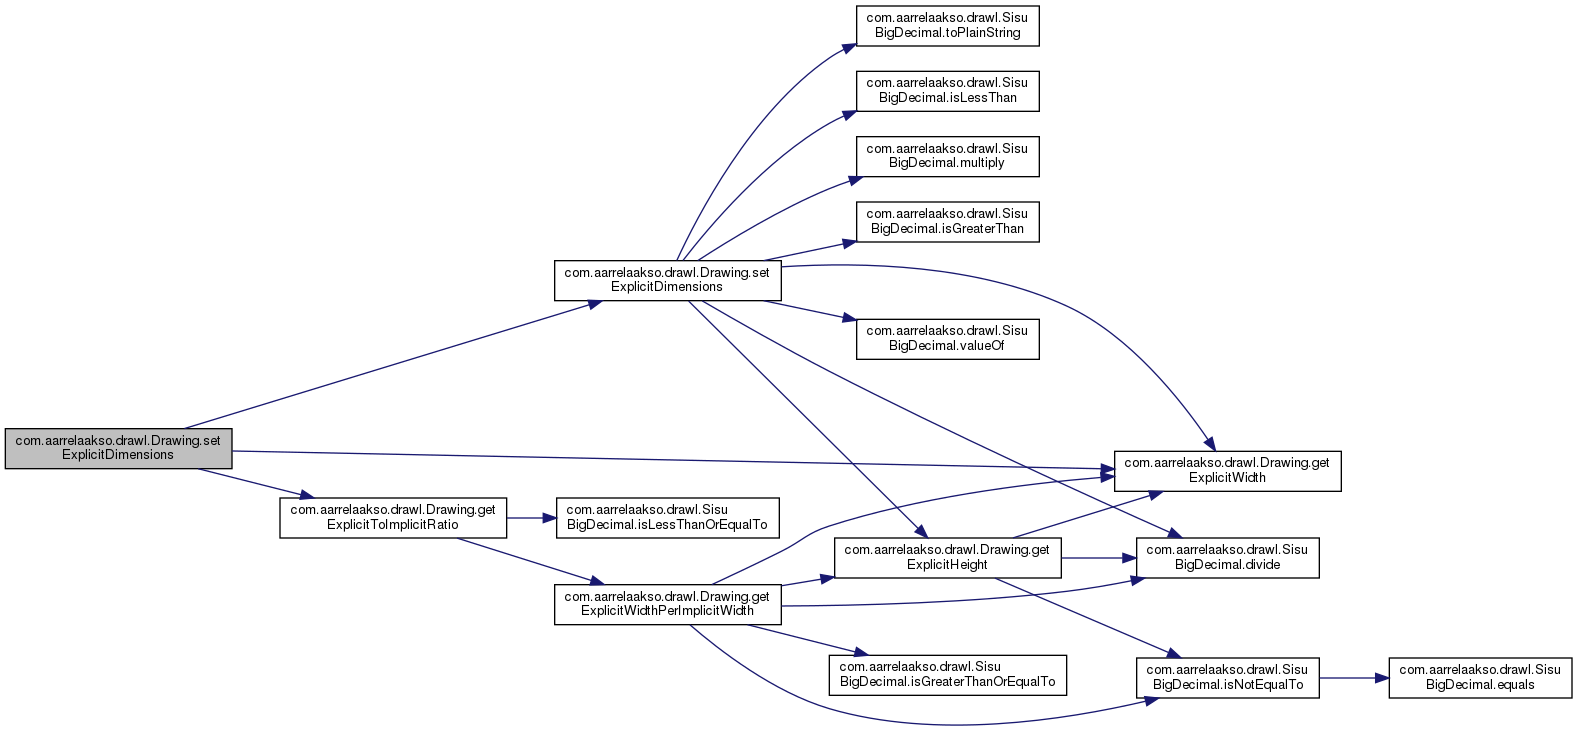 com.aarrelaakso.drawl.Sisu
BigDecimal.toPlainString
com.aarrelaakso.drawl.Sisu
BigDecimal.isLessThan
com.aarrelaakso.drawl.Sisu
BigDecimal.multiply
com.aarrelaakso.drawl.Sisu
BigDecimal.isGreaterThan
com.aarrelaakso.drawl.Drawing.set
ExplicitDimensions
com.aarrelaakso.drawl.Sisu
BigDecimal.valueOf
com.aarrelaakso.drawl.Drawing.set
ExplicitDimensions
com.aarrelaakso.drawl.Drawing.get
ExplicitWidth
com.aarrelaakso.drawl.Drawing.get
ExplicitToImplicitRatio
com.aarrelaakso.drawl.Sisu
BigDecimal.isLessThanOrEqualTo
com.aarrelaakso.drawl.Drawing.get
ExplicitHeight
com.aarrelaakso.drawl.Sisu
BigDecimal.divide
com.aarrelaakso.drawl.Drawing.get
ExplicitWidthPerImplicitWidth
com.aarrelaakso.drawl.Sisu
BigDecimal.isGreaterThanOrEqualTo
com.aarrelaakso.drawl.Sisu
BigDecimal.isNotEqualTo
com.aarrelaakso.drawl.Sisu
BigDecimal.equals